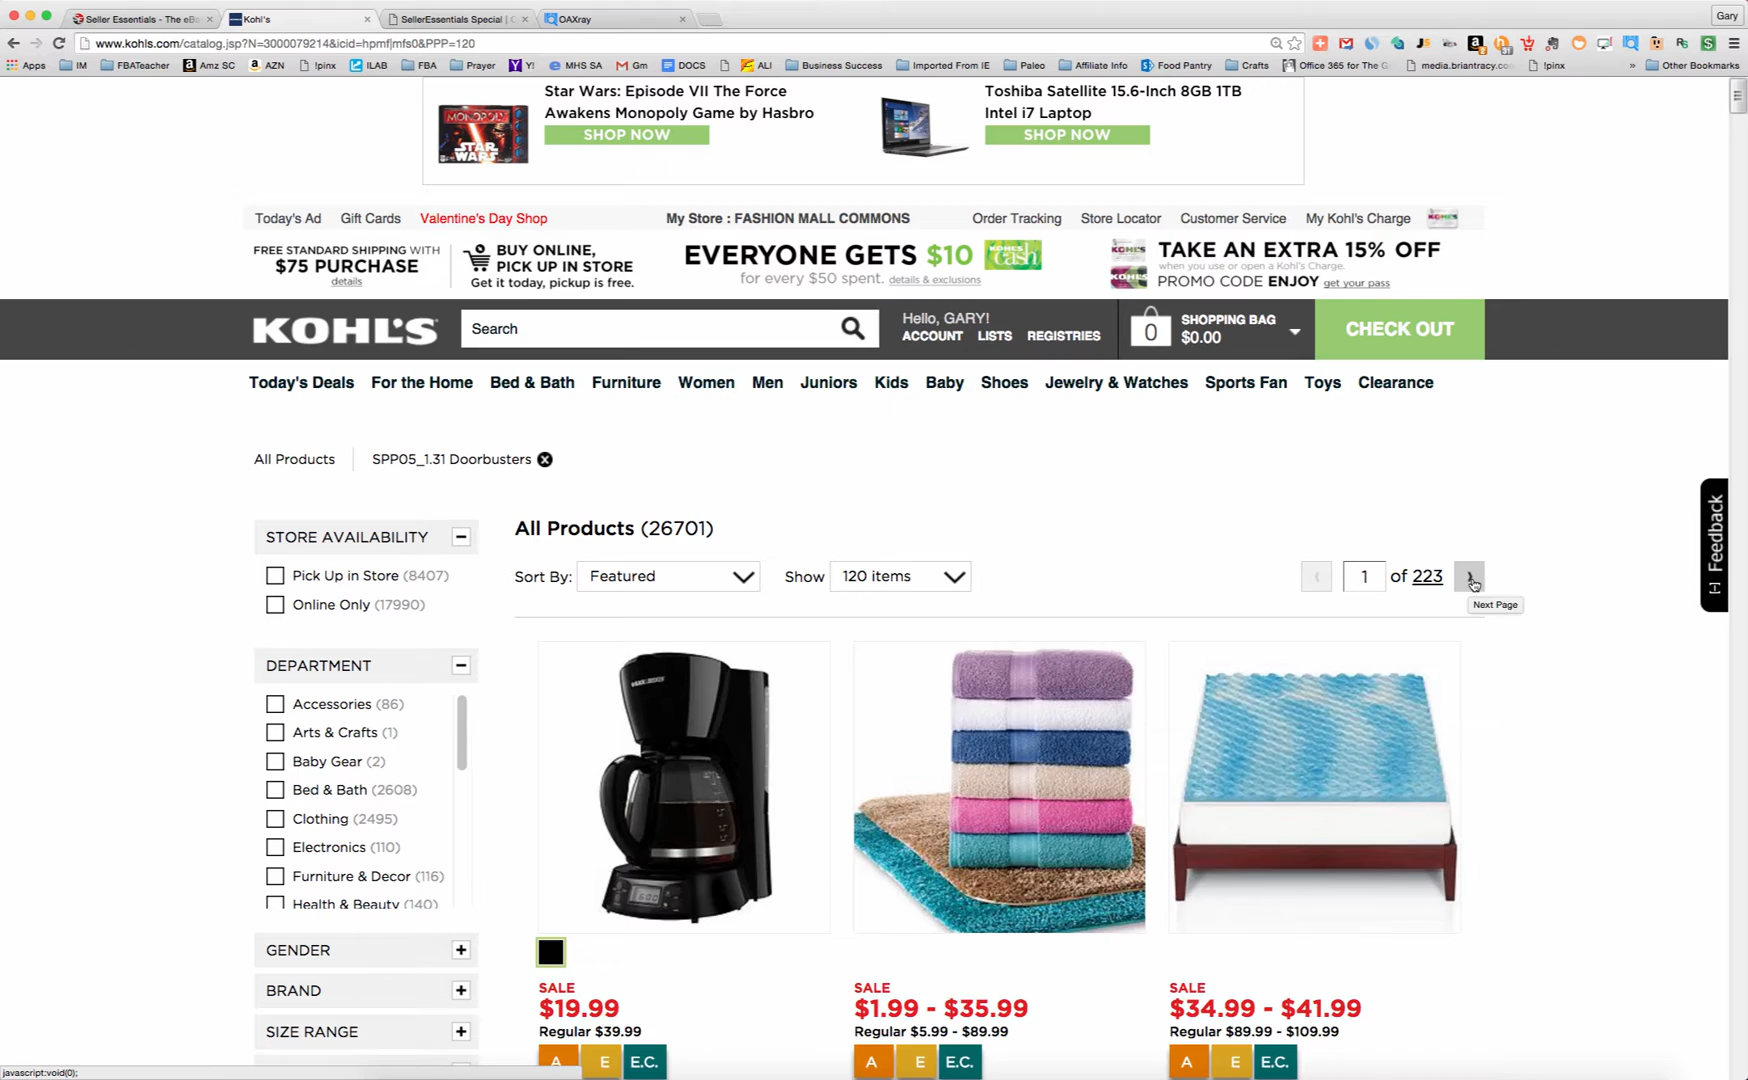 Seller Essentials - The eBa
Kohl's
SellerEssentials Special | C
OAXray
Gary
www.kohls.com/catalog.jsp?N=3000079214&icid=hpmf|mfs0&PPP=120
Apps
IM
FBATeacher
Amz SC
AZN
!pinx
ILAB
FBA
Prayer
Y!
MHS SA
Gm
DOCS
ALI
Business Success
Imported From IE
Paleo
Affiliate Info
Food Pantry
Crafts
Office 365 for The G
media.briantracy.co
!pinx
»
Other Bookmarks
Star Wars: Episode VII The Force
Awakens Monopoly Game by Hasbro
SHOP NOW
MONOPOLY
STAR
WARS
Toshiba Satellite 15.6-Inch 8GB 1TB
Intel i7 Laptop
SHOP NOW
Today's Ad
Gift Cards
Valentine's Day Shop
My Store : FASHION MALL COMMONS
Order Tracking
Store Locator
Customer Service
My Kohl's Charge
FREE STANDARD SHIPPING WITH
$75 PURCHASE
details
BUY ONLINE,
PICK UP IN STORE
Get it today, pickup is free.
EVERYONE GETS $10
KOHL'S
cash
for every $50 spent. details & exclusions
KOHL'S
KOHL'S
TAKE AN EXTRA 15% OFF
when you use or open a Kohl's Charge.
PROMO CODE ENJOY get your pass
KOHL'S
Search
Hello, GARY!
ACCOUNT LISTS REGISTRIES
0
SHOPPING BAG
$0.00
CHECK OUT
Today's Deals
For the Home
Bed & Bath
Furniture
Women
Men
Juniors
Kids
Baby
Shoes
Jewelry & Watches
Sports Fan
Toys
Clearance
All Products
SPP05_1.31 Doorbusters
[-] Feedback
STORE AVAILABILITY
Pick Up in Store (8407)
Online Only (17990)
DEPARTMENT
Accessories (86)
Arts & Crafts (1)
Baby Gear (2)
Bed & Bath (2608)
Clothing (2495)
Electronics (110)
Furniture & Decor (116)
Health & Beauty (140)
GENDER
BRAND
SIZE RANGE
All Products (26701)
Sort By: Featured
Show 120 items
1 of 223
Next Page
SALE
$19.99
Regular $39.99
A E E.C.
SALE
$1.99 - $35.99
Regular $5.99 - $89.99
A E E.C.
SALE
$34.99 - $41.99
Regular $89.99 - $109.99
A E E.C.
javascript:void(0);